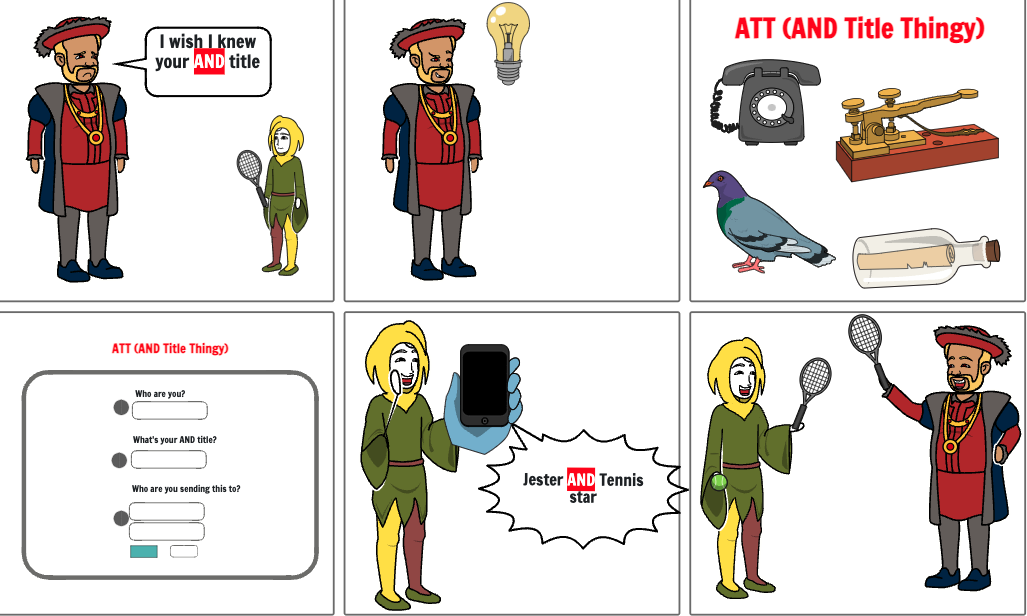 I wish I knew
your AND title
ATT (AND Title Thingy)
ATT (AND Title Thingy)
Who are you?
What's your AND title?
Who are you sending this to?
Jester AND Tennis
star